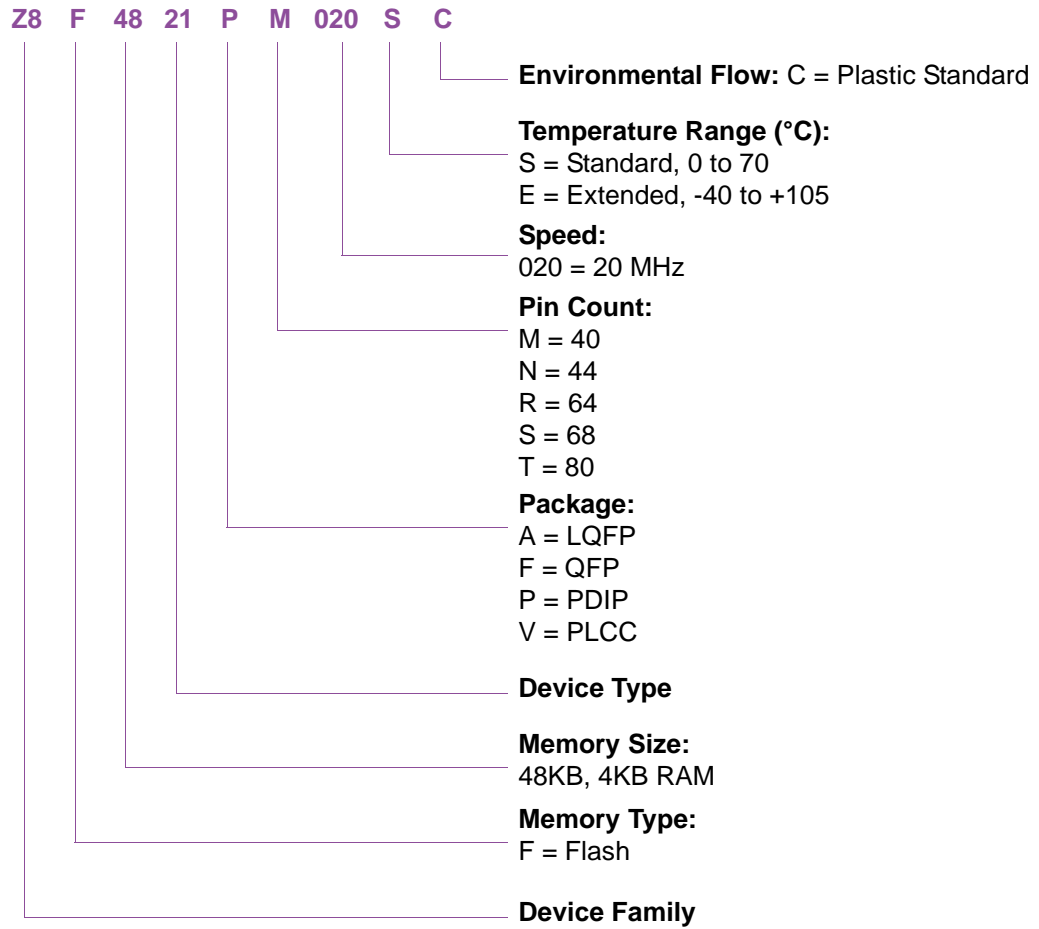 Z8 F 48 21 P M 020 S C
Environmental Flow: C = Plastic Standard
Temperature Range (°C):
S = Standard, 0 to 70
E = Extended, -40 to +105
Speed:
020 = 20 MHz
Pin Count:
M = 40
N = 44
R = 64
S = 68
T = 80
Package:
A = LQFP
F = QFP
P = PDIP
V = PLCC
Device Type
Memory Size:
48KB, 4KB RAM
Memory Type:
F = Flash
Device Family